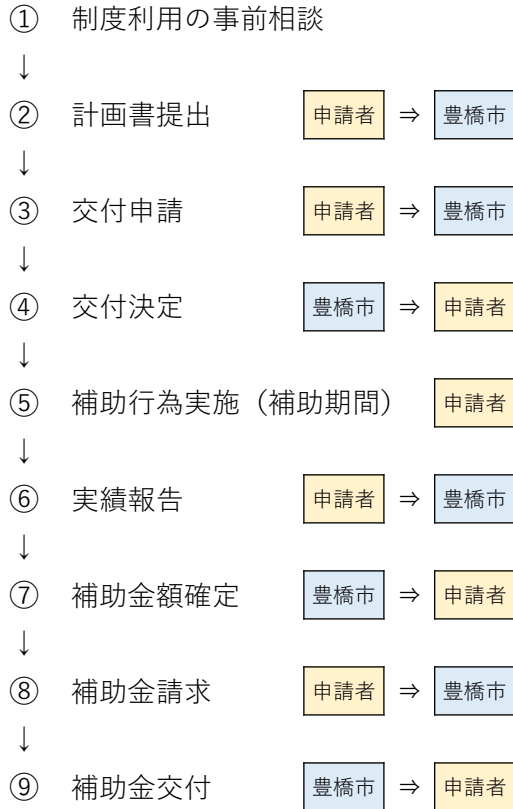 ① 制度利用の事前相談
↓
② 計画書提出 申請者 ⇒ 豊橋市
↓
③ 交付申請 申請者 ⇒ 豊橋市
↓
④ 交付決定 豊橋市 ⇒ 申請者
↓
⑤ 補助行為実施（補助期間） 申請者
↓
⑥ 実績報告 申請者 ⇒ 豊橋市
↓
⑦ 補助金額確定 豊橋市 ⇒ 申請者
↓
⑧ 補助金請求 申請者 ⇒ 豊橋市
↓
⑨ 補助金交付 豊橋市 ⇒ 申請者